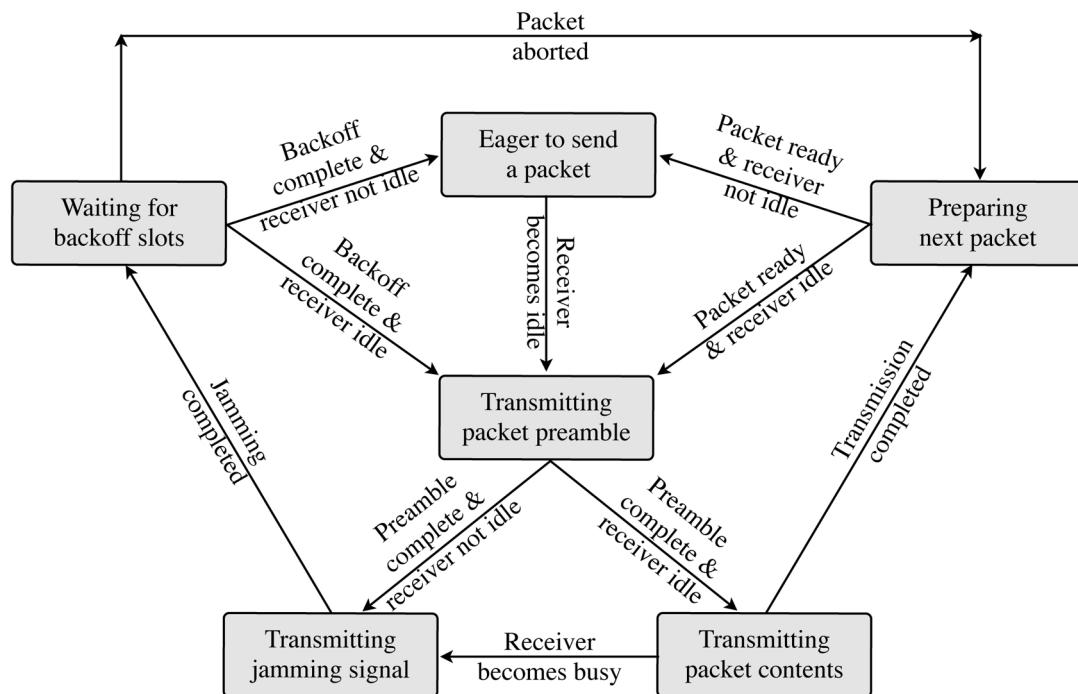 Packet
aborted
Backoff
complete &
receiver not idle
Eager to send
a packet
Packet ready
& receiver
not idle
Waiting for
backoff slots
Preparing
next packet
Backoff
complete &
receiver idle
Receiver
becomes idle
Packet ready
& receiver idle
Transmitting
packet preamble
Jamming
completed
Transmission
completed
Preamble
complete &
receiver not idle
Preamble
complete &
receiver idle
Transmitting
jamming signal
Receiver
becomes busy
Transmitting
packet contents